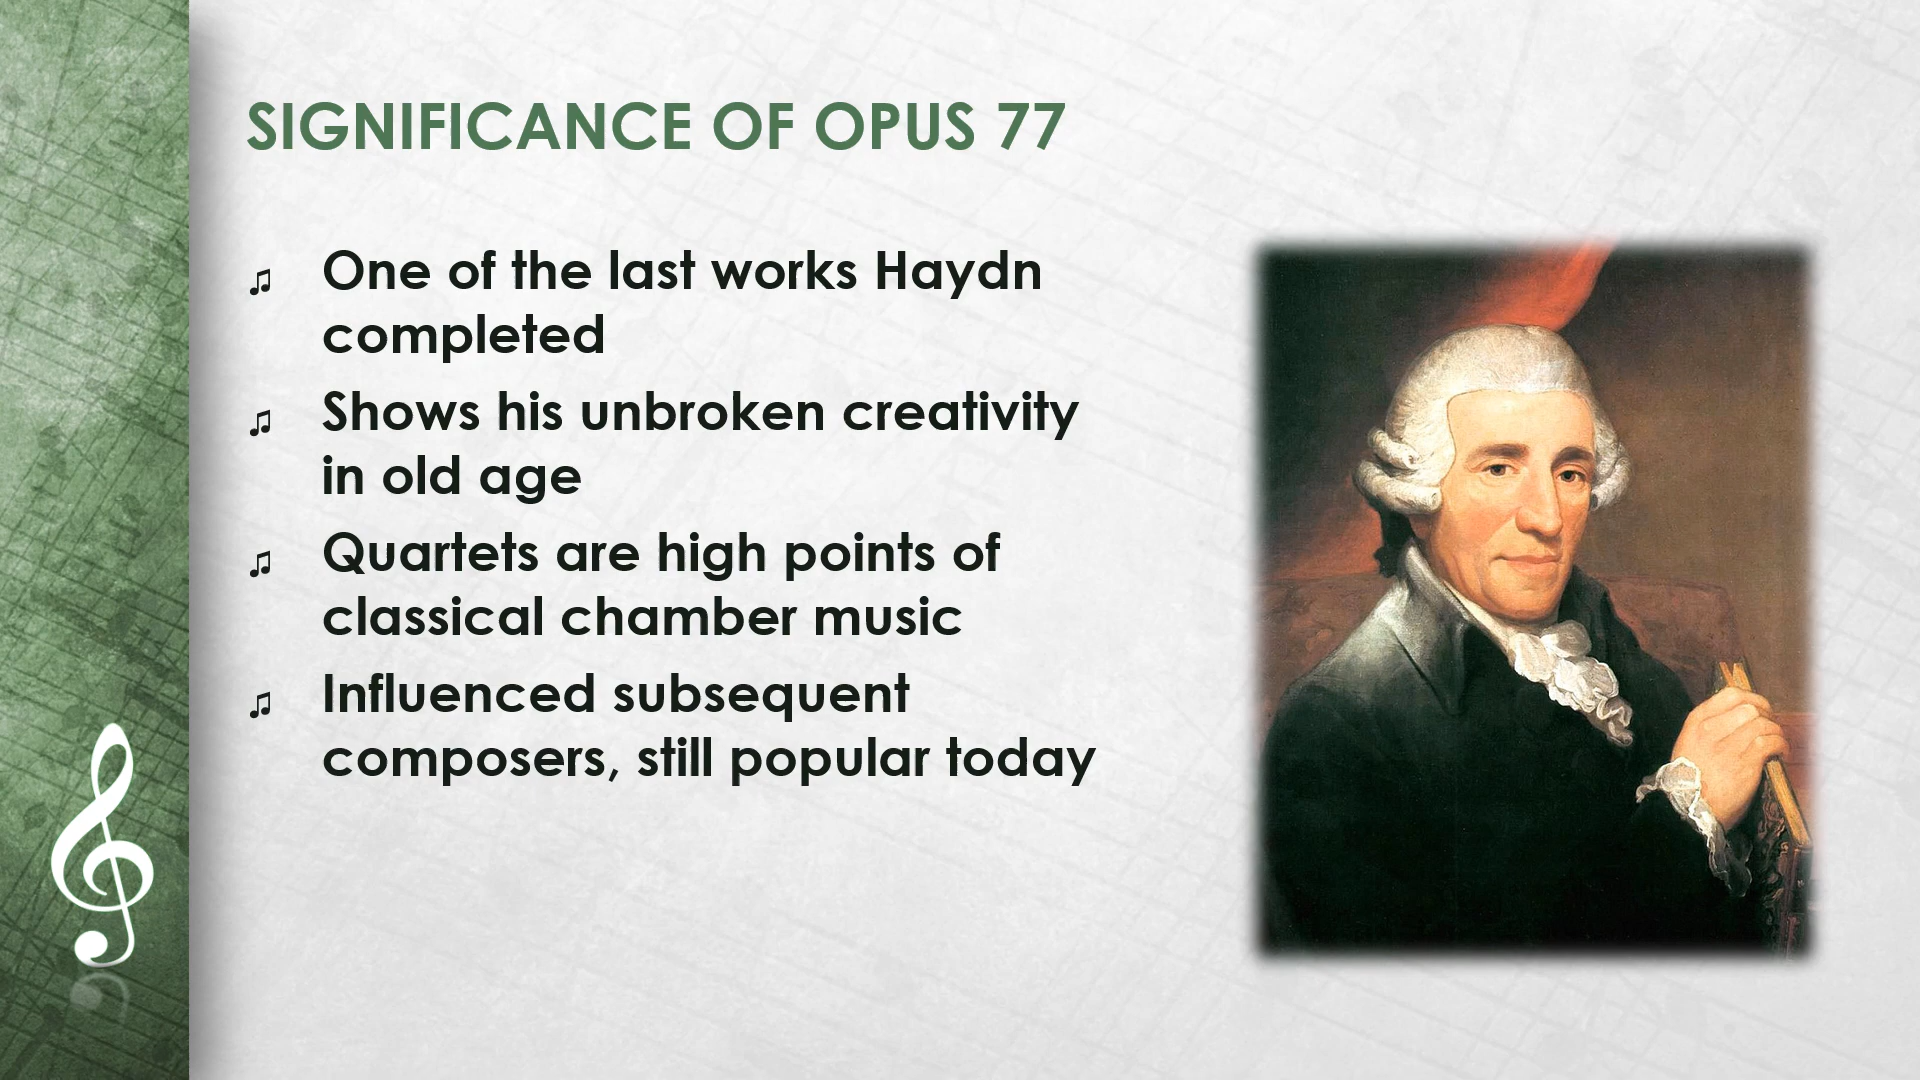 SIGNIFICANCE OF OPUS 77
♫ One of the last works Haydn
completed
♫ Shows his unbroken creativity
in old age
♫ Quartets are high points of
classical chamber music
♫ Influenced subsequent
composers, still popular today